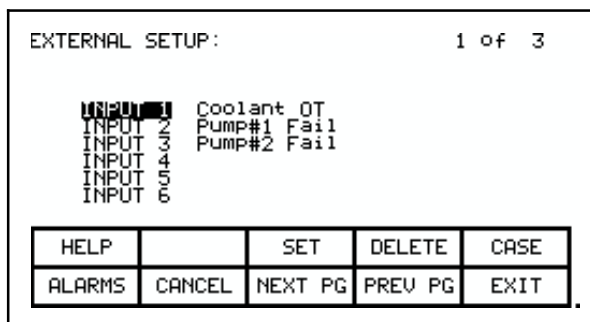 EXTERNAL SETUP: 1 of 3
INPUT 1 Coolant OT
INPUT 2 Pump#1 Fail
INPUT 3 Pump#2 Fail
INPUT 4
INPUT 5
INPUT 6
HELP SET DELETE CASE
ALARMS CANCEL NEXT PG PREV PG EXIT